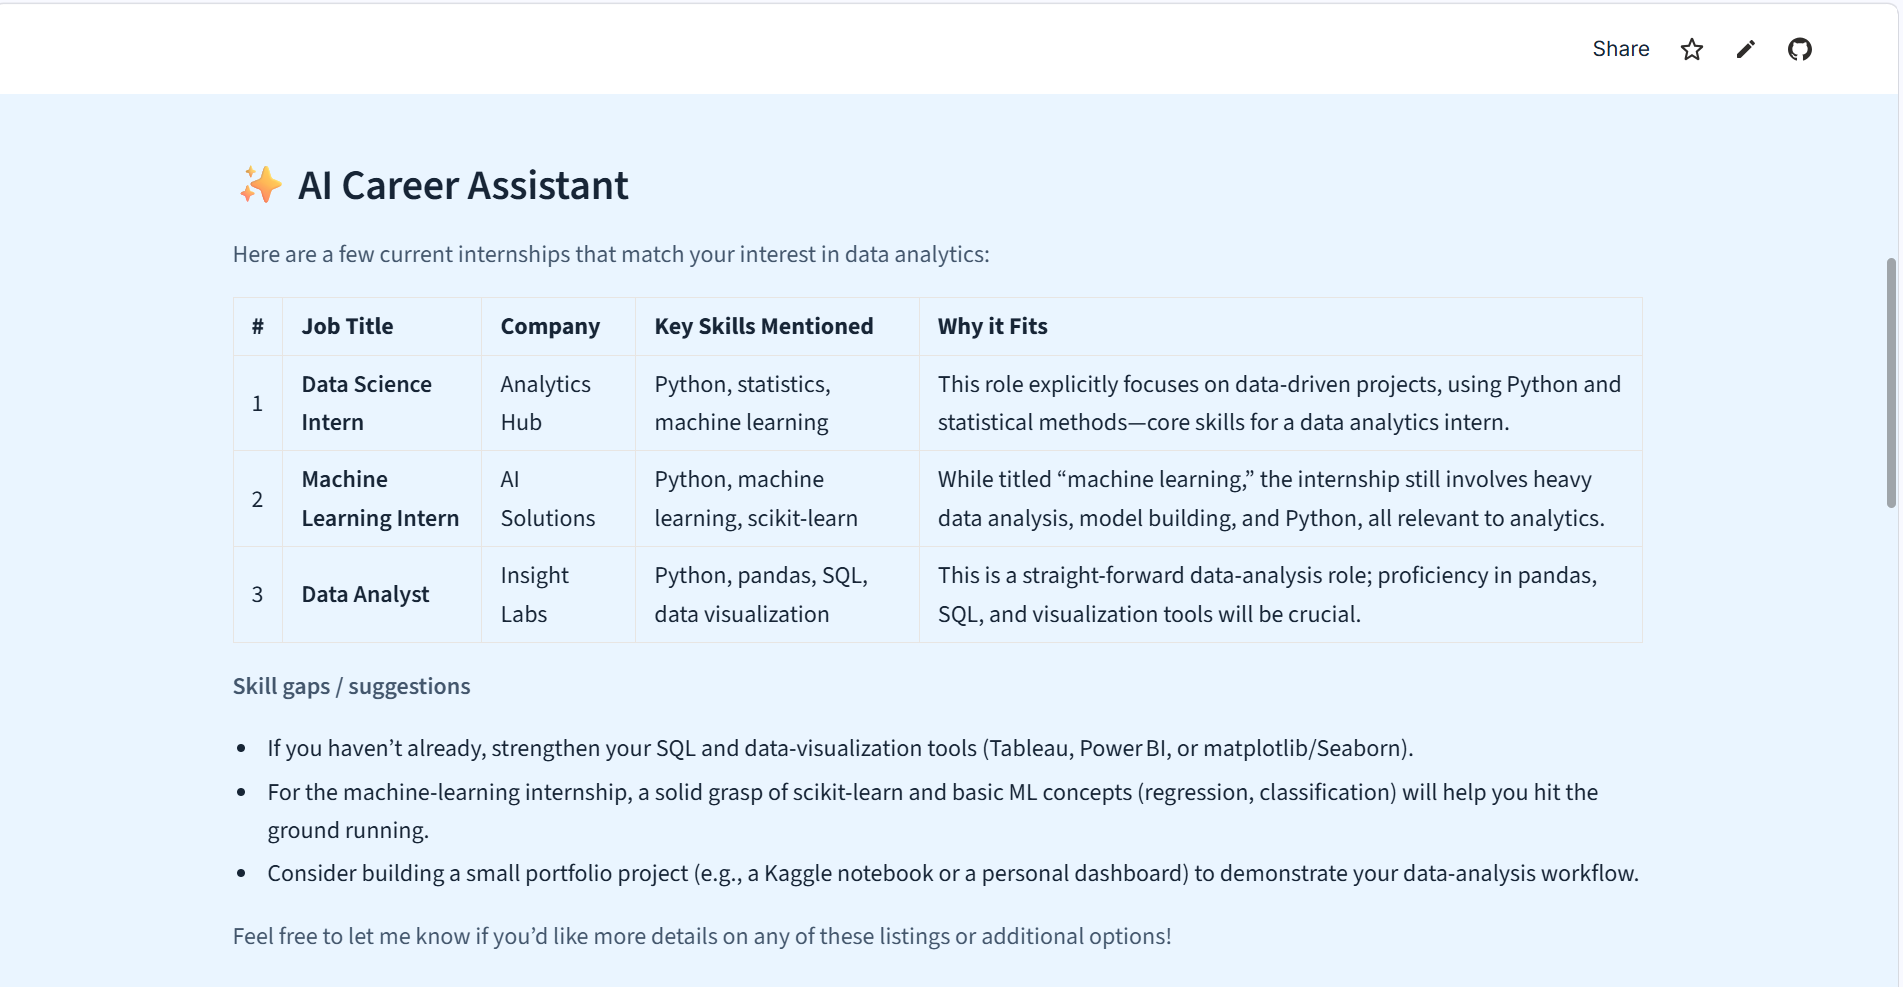 Share
✨ AI Career Assistant
Here are a few current internships that match your interest in data analytics:
# Job Title Company Key Skills Mentioned Why it Fits
1
Data Science
Intern
Analytics
Hub
Python, statistics,
machine learning
This role explicitly focuses on data-driven projects, using Python and
statistical methods—core skills for a data analytics intern.
2
Machine
Learning Intern
AI
Solutions
Python, machine
learning, scikit-learn
While titled “machine learning,” the internship still involves heavy
data analysis, model building, and Python, all relevant to analytics.
3
Data Analyst
Insight
Labs
Python, pandas, SQL,
data visualization
This is a straight-forward data-analysis role; proficiency in pandas,
SQL, and visualization tools will be crucial.
Skill gaps / suggestions
• If you haven’t already, strengthen your SQL and data-visualization tools (Tableau, Power BI, or matplotlib/Seaborn).
• For the machine-learning internship, a solid grasp of scikit-learn and basic ML concepts (regression, classification) will help you hit the
ground running.
• Consider building a small portfolio project (e.g., a Kaggle notebook or a personal dashboard) to demonstrate your data-analysis workflow.
Feel free to let me know if you’d like more details on any of these listings or additional options!